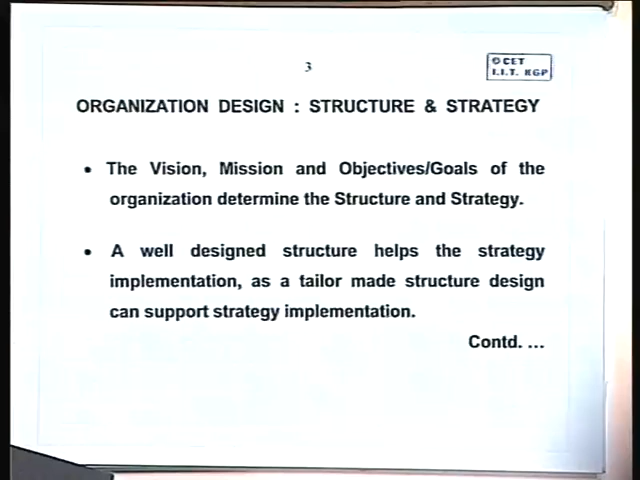 3
© CET
I.I.T. KGP
ORGANIZATION DESIGN : STRUCTURE & STRATEGY
• The Vision, Mission and Objectives/Goals of the
organization determine the Structure and Strategy.
• A well designed structure helps the strategy
implementation, as a tailor made structure design
can support strategy implementation.
Contd. ...